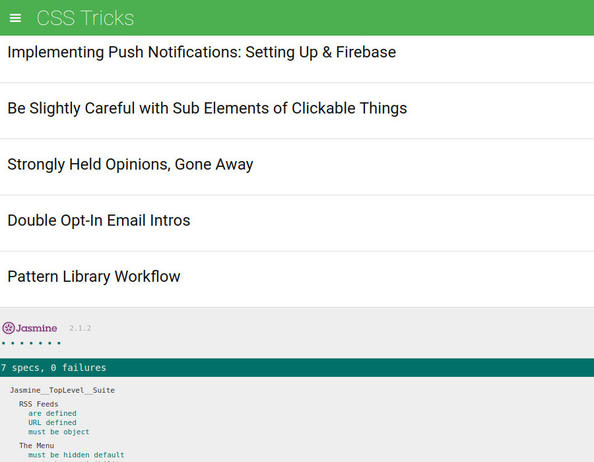 CSS Tricks
Implementing Push Notifications: Setting Up & Firebase
Be Slightly Careful with Sub Elements of Clickable Things
Strongly Held Opinions, Gone Away
Double Opt-In Email Intros
Pattern Library Workflow
Jasmine 2.1.2
7 specs, 0 failures
Jasmine__TopLevel__Suite
RSS Feeds
are defined
URL defined
must be object
The Menu
must be hidden default